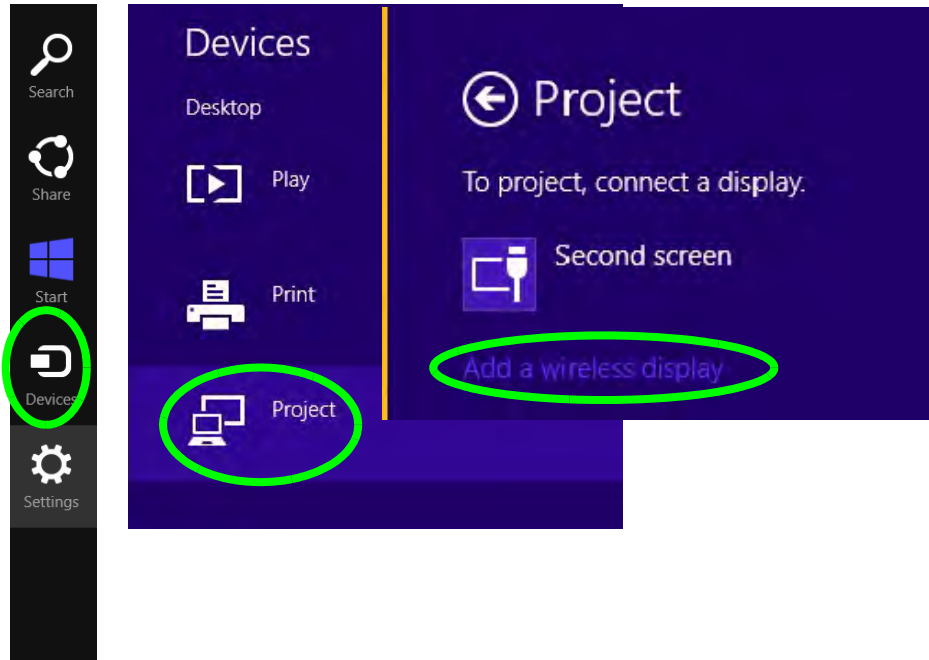 Search
Share
Start
Devices
Settings
Devices
Desktop
Play
Print
Project
Project
To project, connect a display.
Second screen
Add a wireless display